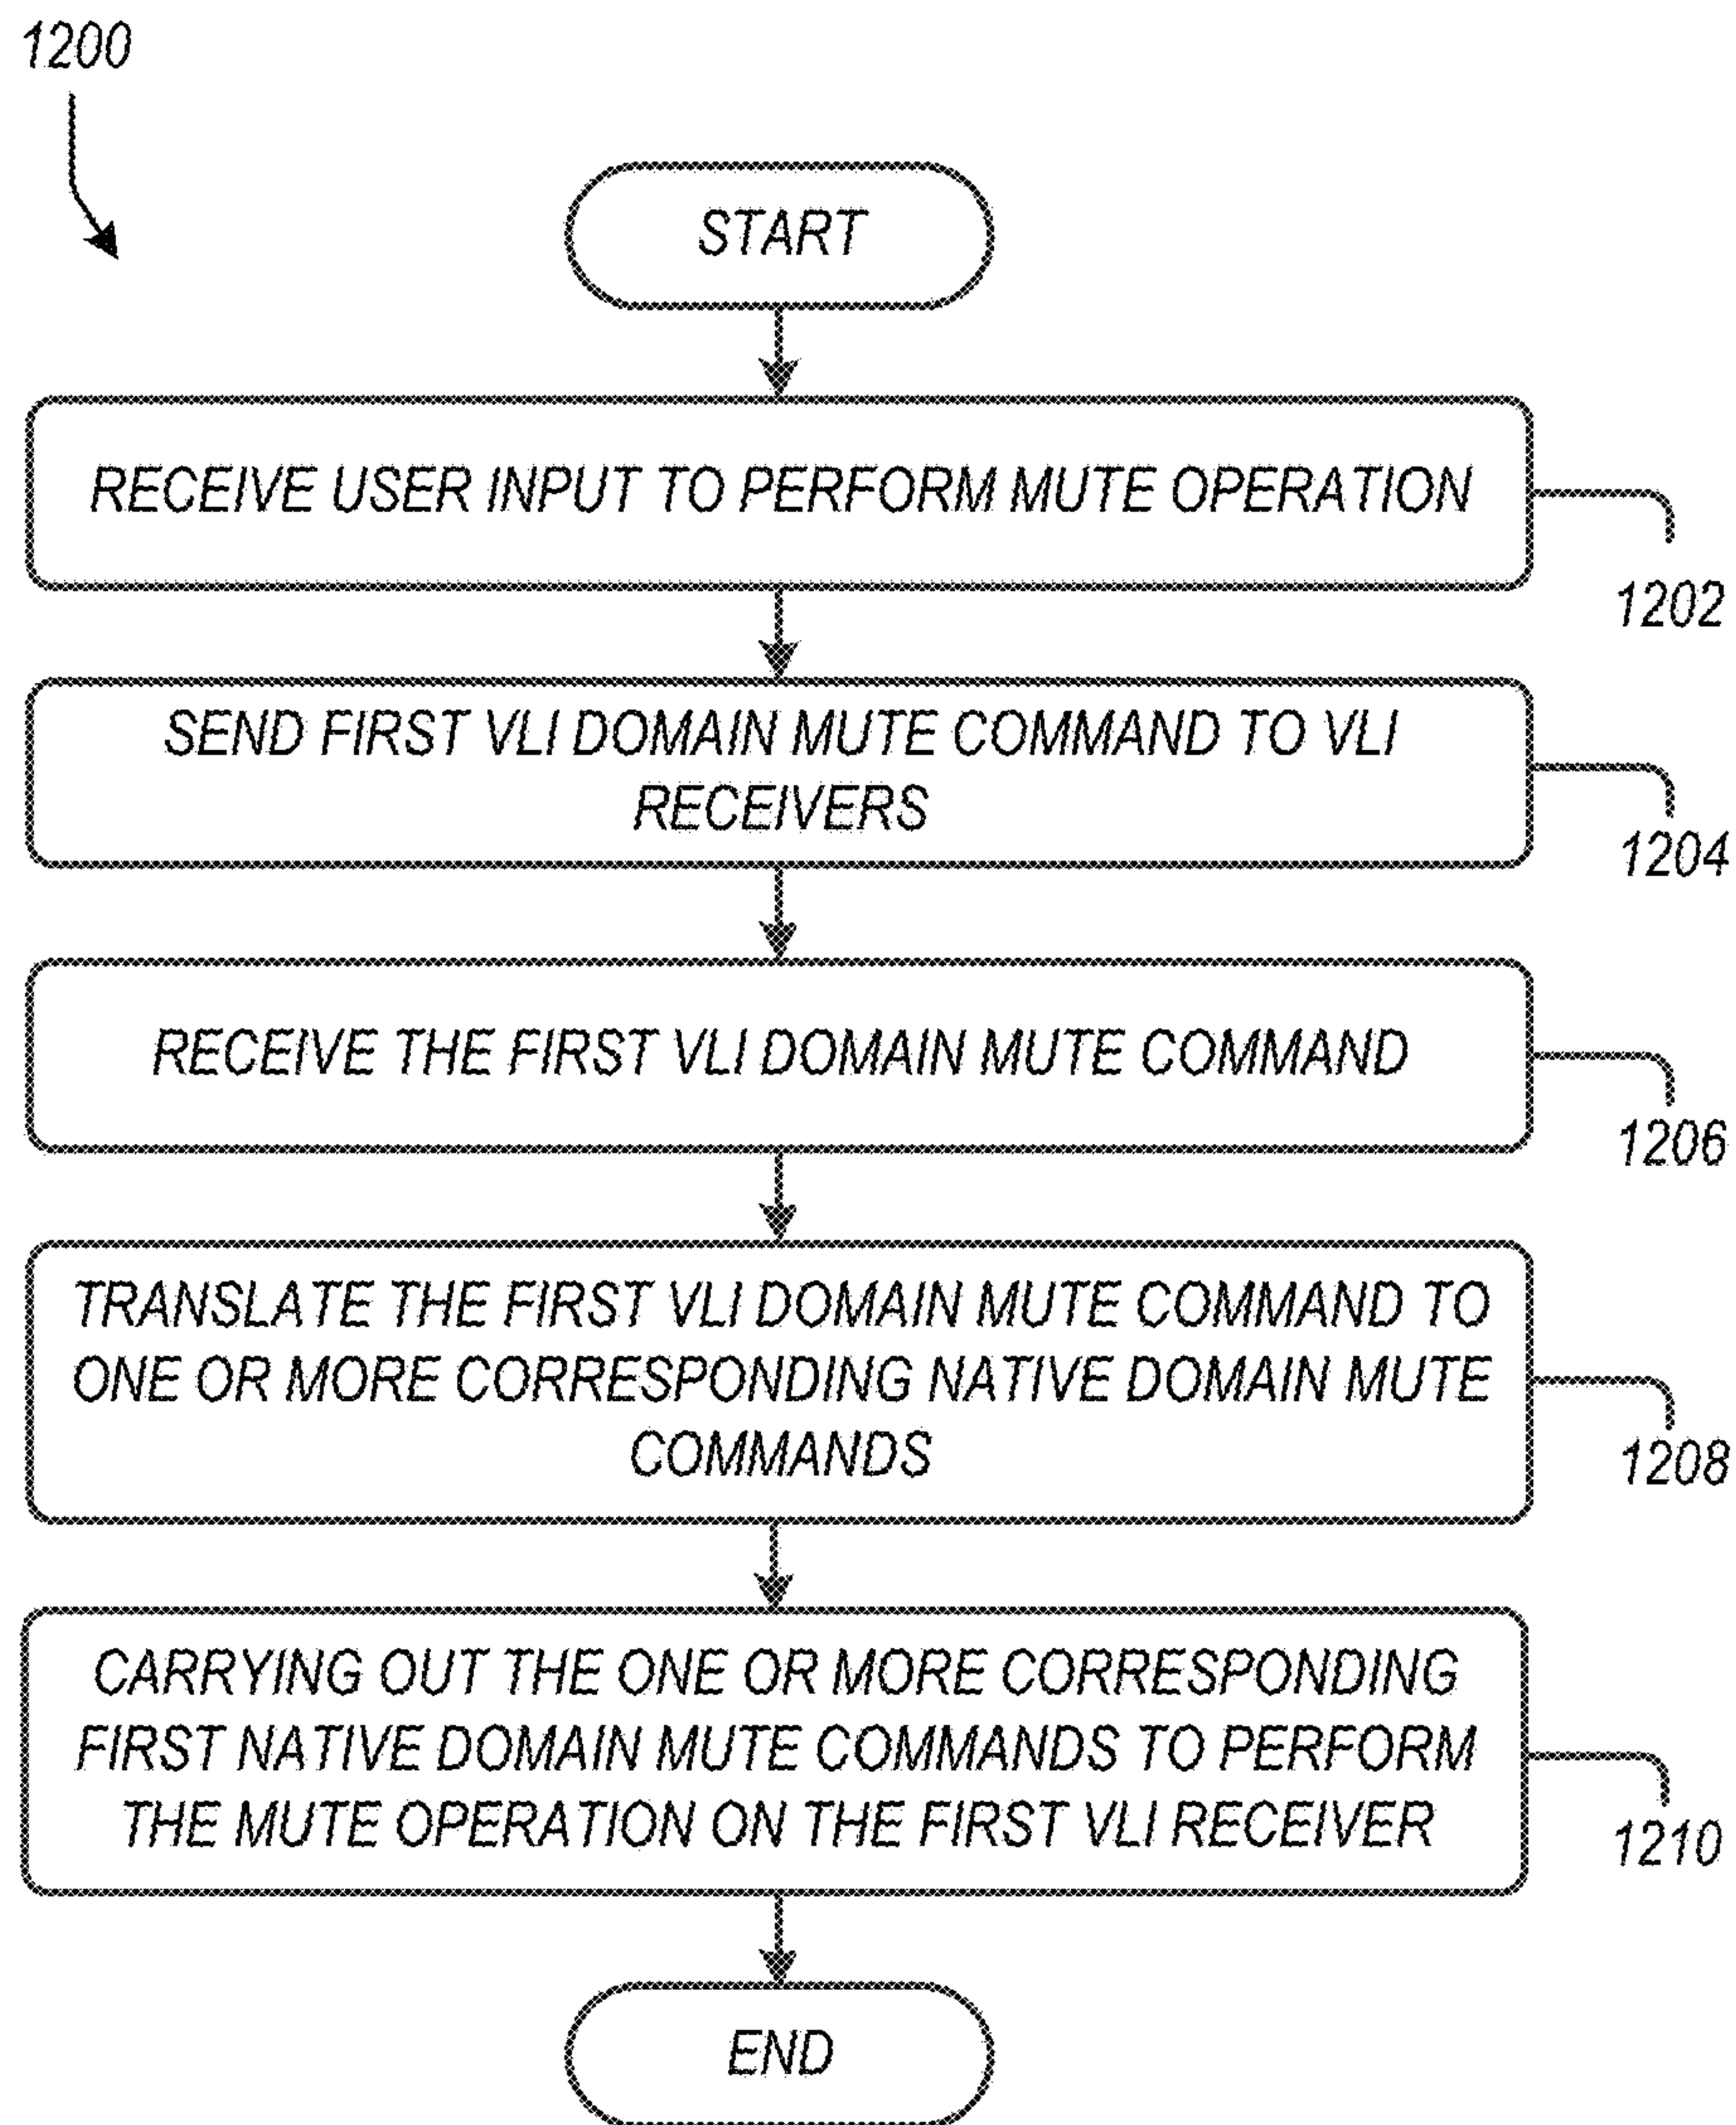 1200
START
RECEIVE USER INPUT TO PERFORM MUTE OPERATION
1202
SEND FIRST VLI DOMAIN MUTE COMMAND TO VLI
RECEIVERS
1204
RECEIVE THE FIRST VLI DOMAIN MUTE COMMAND
1206
TRANSLATE THE FIRST VLI DOMAIN MUTE COMMAND TO
ONE OR MORE CORRESPONDING NATIVE DOMAIN MUTE
COMMANDS
1208
CARRYING OUT THE ONE OR MORE CORRESPONDING
FIRST NATIVE DOMAIN MUTE COMMANDS TO PERFORM
THE MUTE OPERATION ON THE FIRST VLI RECEIVER
1210
END